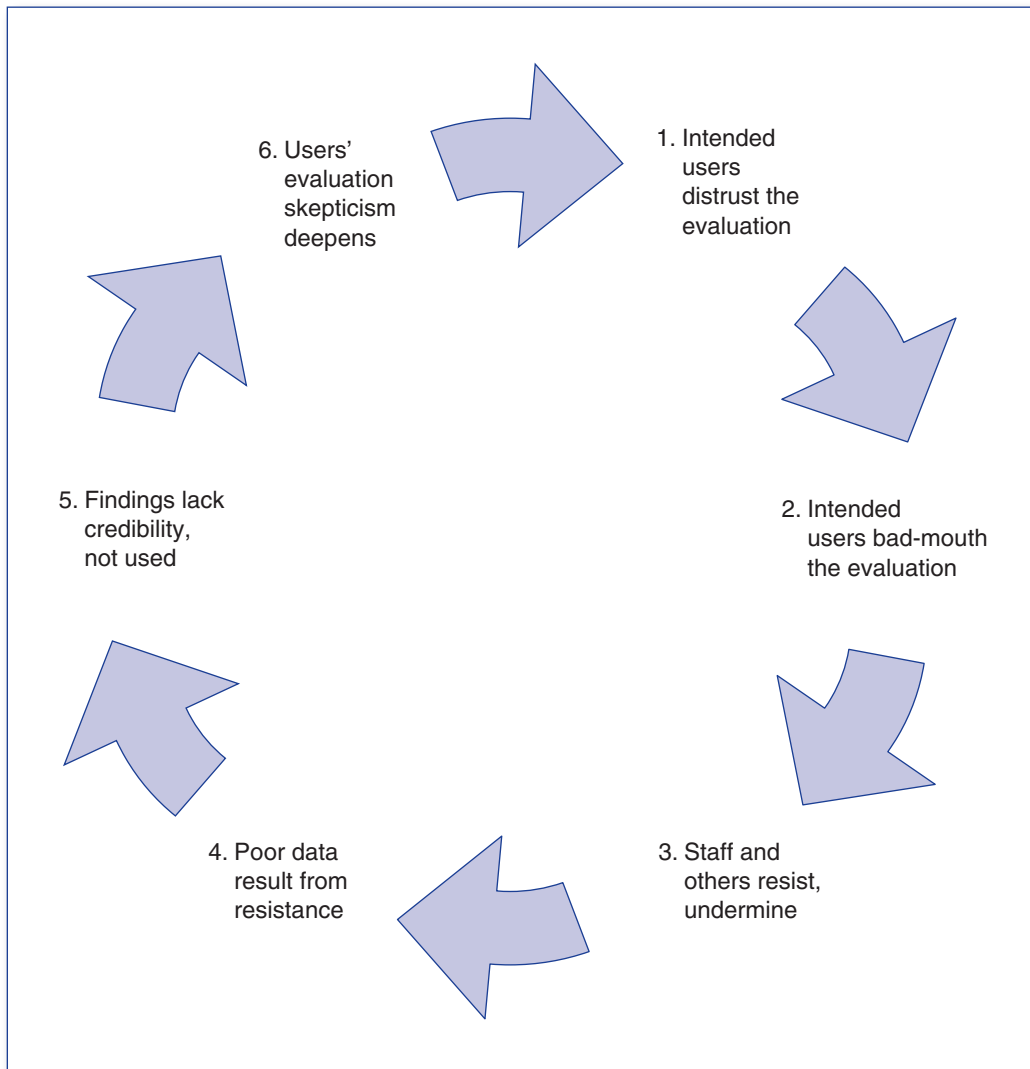 1. Intended
users
distrust the
evaluation
2. Intended
users bad-mouth
the evaluation
3. Staff and
others resist,
undermine
4. Poor data
result from
resistance
5. Findings lack
credibility,
not used
6. Users’
evaluation
skepticism
deepens